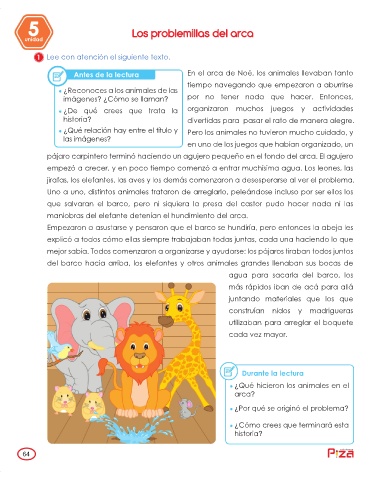 5
unidad
Los problemillas del arca
1 Lee con atención el siguiente texto.
Antes de la lectura
• ¿Reconoces a los animales de las
imágenes? ¿Cómo se llaman?
• ¿De qué crees que trata la
historia?
• ¿Qué relación hay entre el título y
las imágenes?
En el arca de Noé, los animales llevaban tanto
tiempo navegando que empezaron a aburrirse
por no tener nada que hacer. Entonces,
organizaron muchos juegos y actividades
divertidas para pasar el rato de manera alegre.
Pero los animales no tuvieron mucho cuidado, y
en uno de los juegos que habían organizado, un
pájaro carpintero terminó haciendo un agujero pequeño en el fondo del arca. El agujero
empezó a crecer, y en poco tiempo comenzó a entrar muchísima agua. Los leones, las
jirafas, los elefantes, las aves y los demás comenzaron a desesperarse al ver el problema.
Uno a uno, distintos animales trataron de arreglarlo, peleándose incluso por ser ellos los
que salvaran el barco, pero ni siquiera la presa del castor pudo hacer nada ni las
maniobras del elefante detenían el hundimiento del arca.
Empezaron a asustarse y pensaron que el barco se hundiría, pero entonces la abeja les
explicó a todos cómo ellas siempre trabajaban todas juntas, cada una haciendo lo que
mejor sabía. Todos comenzaron a organizarse y ayudarse: los pájaros tiraban todos juntos
del barco hacia arriba, los elefantes y otros animales grandes llenaban sus bocas de
agua para sacarla del barco, los
más rápidos iban de acá para allá
juntando materiales que los que
construían nidos y madrigueras
utilizaban para arreglar el boquete
cada vez mayor.
Durante la lectura
• ¿Qué hicieron los animales en el
arca?
• ¿Por qué se originó el problema?
• ¿Cómo crees que terminará esta
historia?
64
Piza